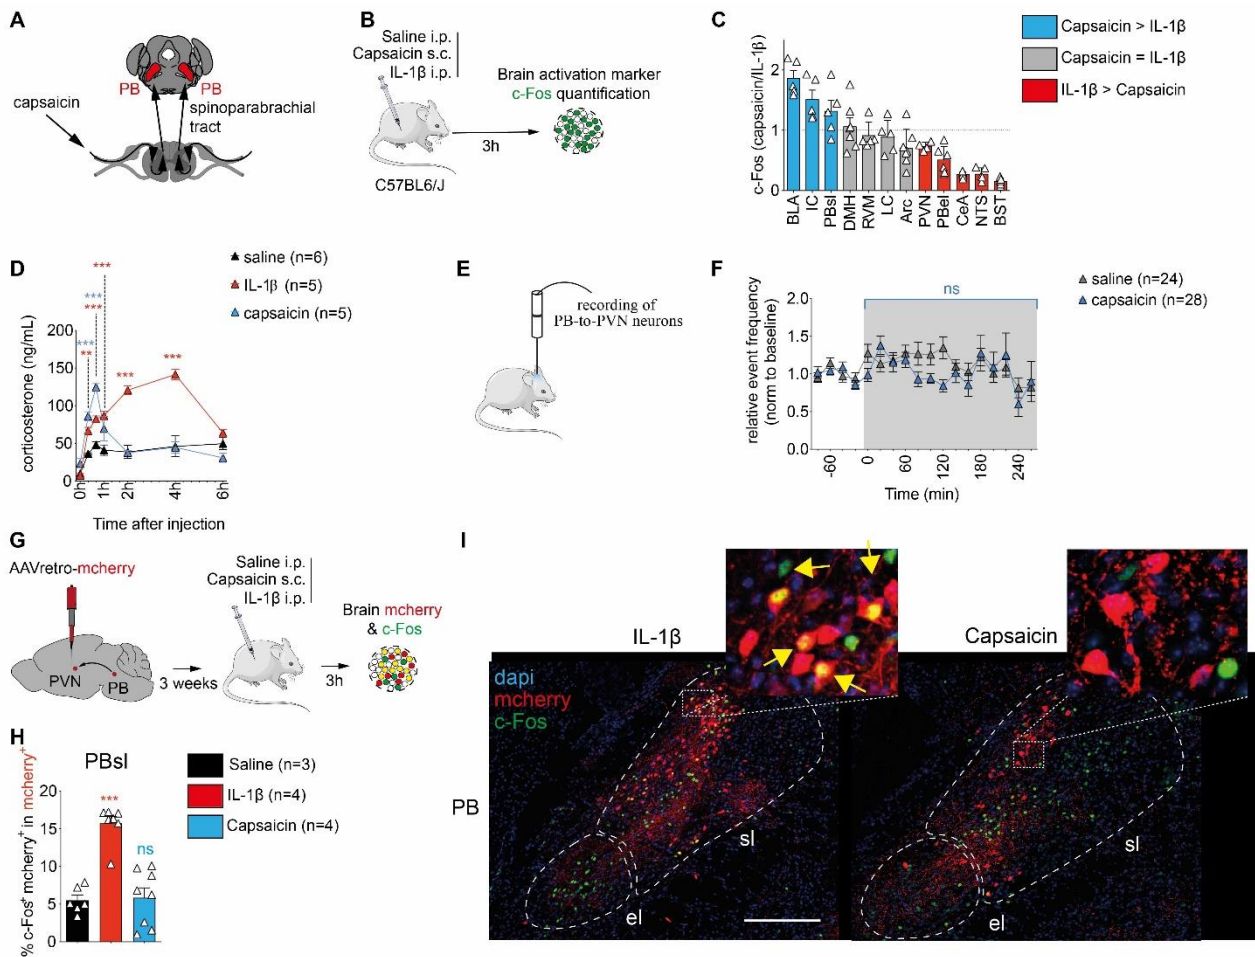 A
PB
PB
capsaicin
spinoparabrachial
tract
B
Saline i.p.
Capsaicin s.c.
IL-1β i.p.
Brain activation marker
c-Fos quantification
3h
C57BL6/J
C
c-Fos (capsaicin/IL-1β)
2
1
0
BLA
IC
PBsl
DMH
RVM
LC
Arc
PVN
PBel
CeA
NTS
BST
Capsaicin > IL-1β
Capsaicin = IL-1β
IL-1β > Capsaicin
D
saline (n=6)
IL-1β (n=5)
capsaicin (n=5)
***
***
***
***
**
***
***
corticosterone (ng/mL)
200
150
100
50
0
0h
1h
2h
4h
6h
Time after injection
E
recording of
PB-to-PVN neurons
F
ns
saline (n=24)
capsaicin (n=28)
relative event frequency
(norm to baseline)
2.0
1.5
1.0
0.5
0.0
-60
0
60
120
180
240
Time (min)
G
AAVretro-mcherry
PVN
PB
3 weeks
Saline i.p.
Capsaicin s.c.
IL-1β i.p.
3h
Brain mcherry
& c-Fos
H
PBsl
% c-Fos⁺ mcherry⁺ in mcherry⁺
20
15
10
5
0
***
ns
Saline (n=3)
IL-1β (n=4)
Capsaicin (n=4)
I
IL-1β
Capsaicin
dapi
mcherry
c-Fos
PB
sl
el
sl
el